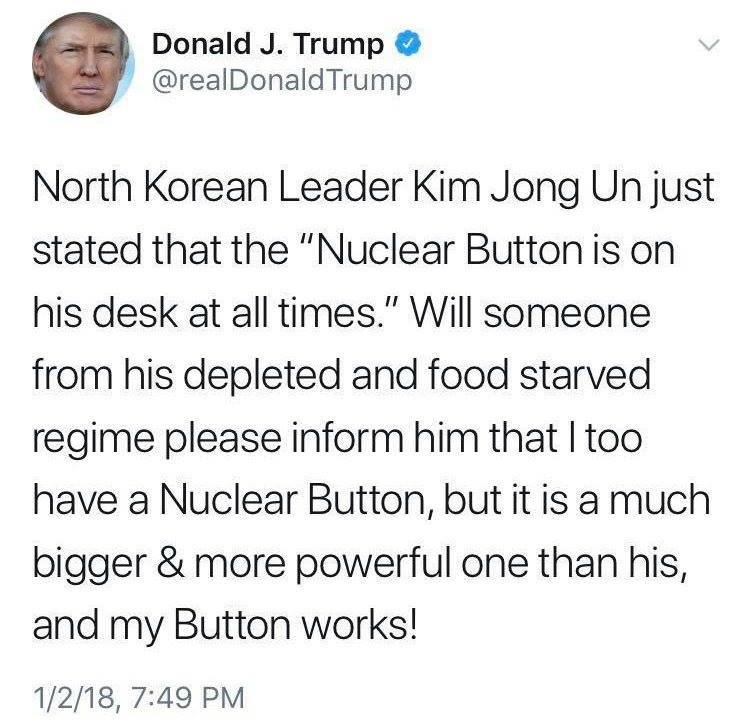 Donald J. Trump
@realDonaldTrump
North Korean Leader Kim Jong Un just
stated that the “Nuclear Button is on
his desk at all times.” Will someone
from his depleted and food starved
regime please inform him that I too
have a Nuclear Button, but it is a much
bigger & more powerful one than his,
and my Button works!
1/2/18, 7:49 PM